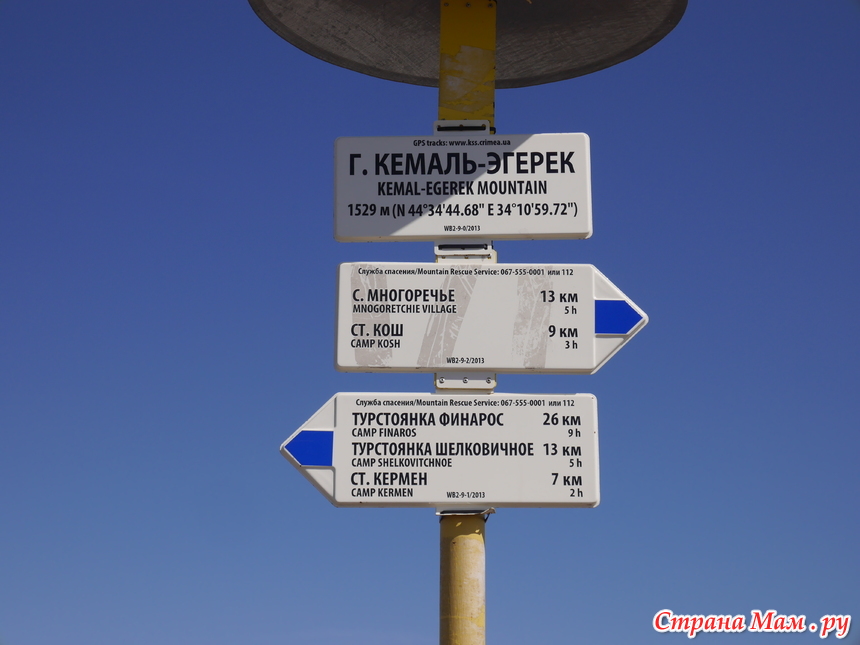 GPS tracks: www.kss.crimea.ua
Г. КЕМАЛЬ-ЭГЕРЕК
KEMAL-EGEREK MOUNTAIN
1529 м (N 44°34'44.68" E 34°10'59.72")
WB2-9-0/2013
Служба спасения/Mountain Rescue Service: 067-555-0001 или 112
С. МНОГОРЕЧЬЕ 13 км
MNOGORETCHIE VILLAGE 5 h
СТ. КОШ 9 км
CAMP KOSH 3 h
WB2-9-2/2013
Служба спасения/Mountain Rescue Service: 067-555-0001 или 112
ТУРСТОЯНКА ФИНАРОС 26 км
CAMP FINAROS 9 h
ТУРСТОЯНКА ШЕЛКОВИЧНОЕ 13 км
CAMP SHELKOVITCHNOE 5 h
СТ. КЕРМЕН 7 км
CAMP KERMEN 2 h
WB2-9-1/2013
Страна Мам.ру